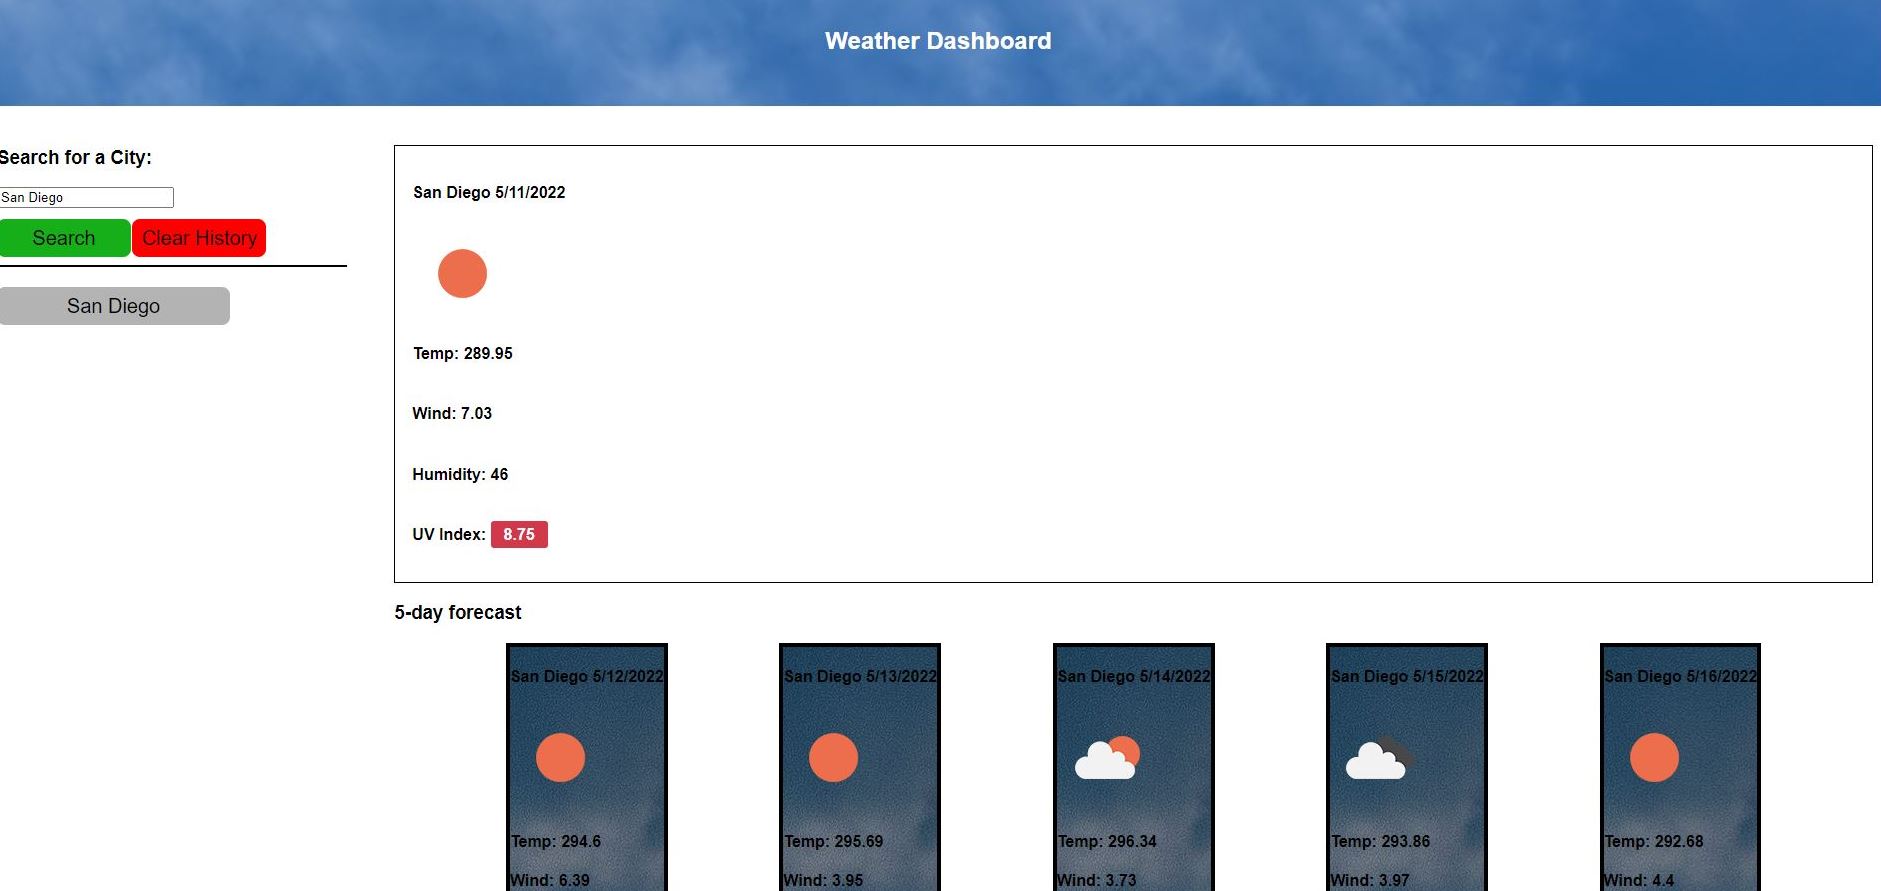 Weather Dashboard
Search for a City:
San Diego
Search Clear History
San Diego
San Diego 5/11/2022
Temp: 289.95
Wind: 7.03
Humidity: 46
UV Index: 8.75
5-day forecast
San Diego 5/12/2022 San Diego 5/13/2022 San Diego 5/14/2022 San Diego 5/15/2022 San Diego 5/16/2022
Temp: 294.6 Temp: 295.69 Temp: 296.34 Temp: 293.86 Temp: 292.68
Wind: 6.39 Wind: 3.95 Wind: 3.73 Wind: 3.97 Wind: 4.4